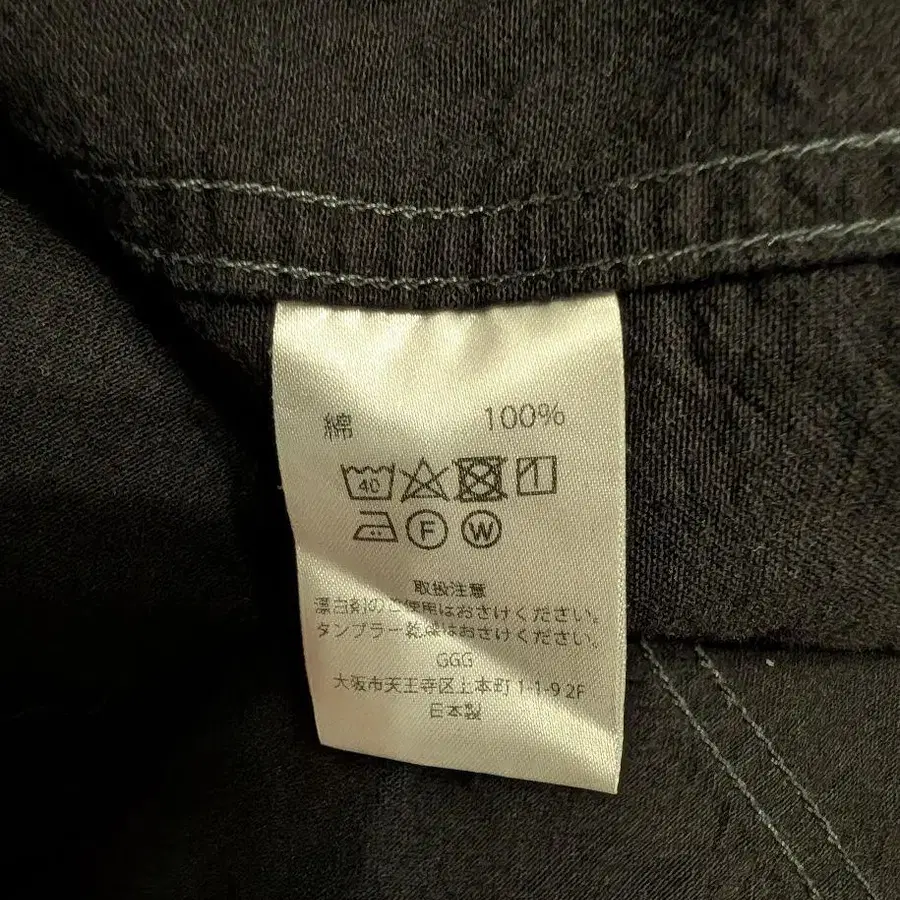 綿 100%
40
F W
取扱注意
漂白剤のご使用はおさけください。
タンブラー乾燥はおさけください。
GGG
大阪市天王寺区上本町 1-1-9 2F
日本製